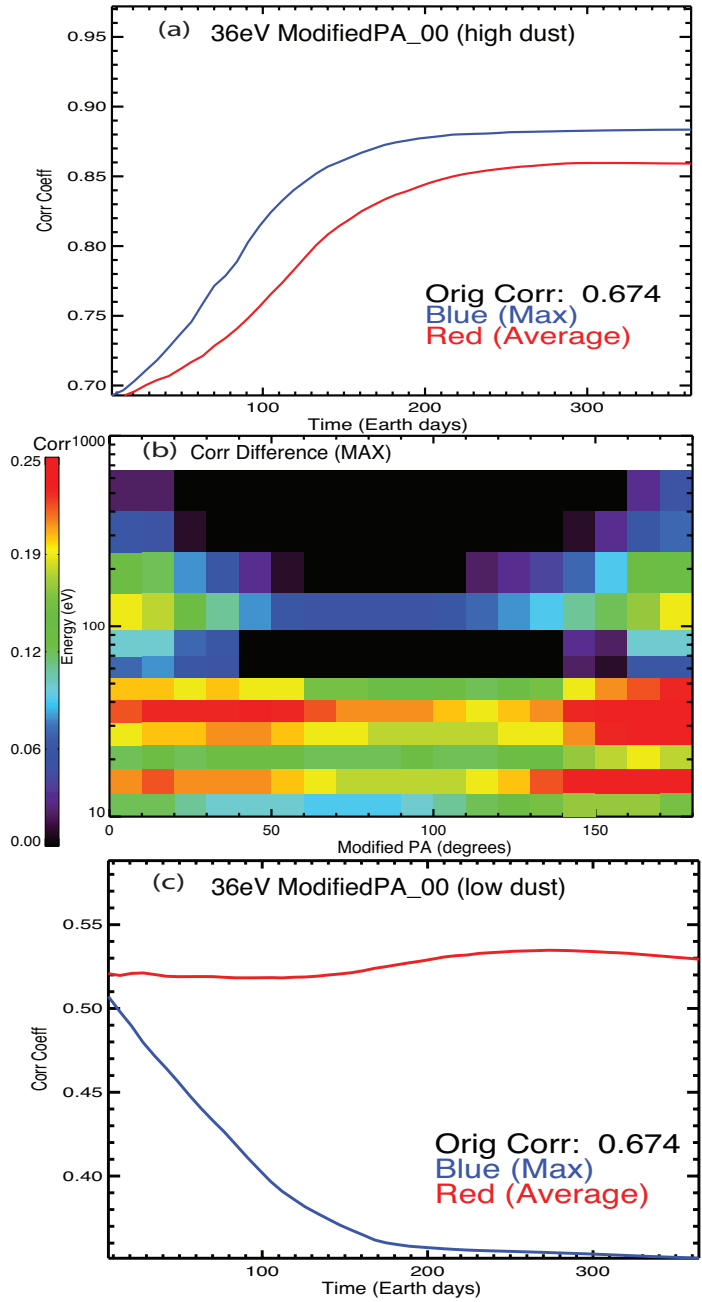 (a) 36eV ModifiedPA_00 (high dust)
0.95
0.90
0.85
0.80
0.75
0.70
Corr Coeff
Orig Corr: 0.674
Blue (Max)
Red (Average)
100 200 300
Time (Earth days)
Corr
0.25
0.19
0.12
0.06
0.00
(b) Corr Difference (MAX)
1000
100
10
Energy (eV)
0 50 100 150
Modified PA (degrees)
(c) 36eV ModifiedPA_00 (low dust)
0.55
0.50
0.45
0.40
Corr Coeff
Orig Corr: 0.674
Blue (Max)
Red (Average)
100 200 300
Time (Earth days)